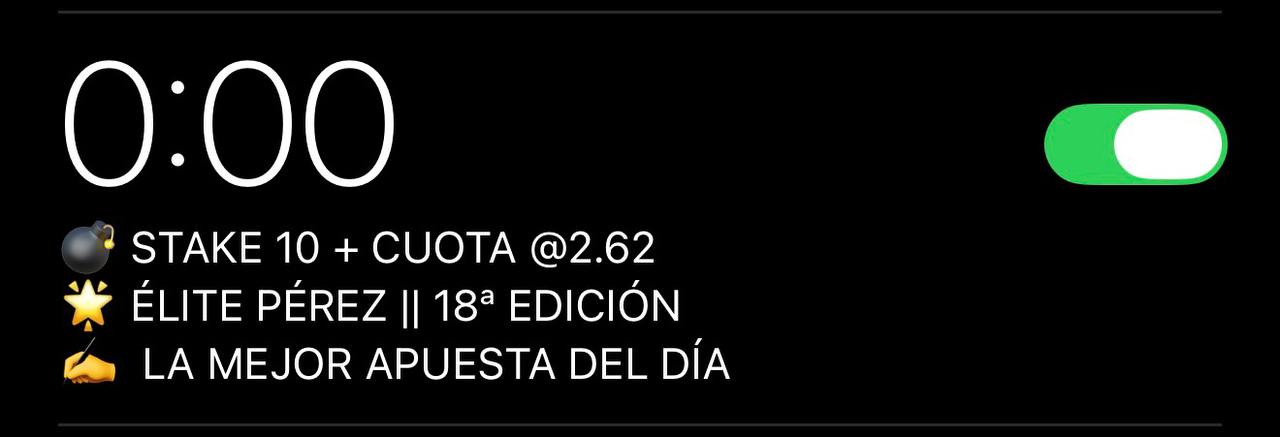 0:00
💣 STAKE 10 + CUOTA @2.62
🌟 ÉLITE PÉREZ || 18ª EDICIÓN
✍️ LA MEJOR APUESTA DEL DÍA